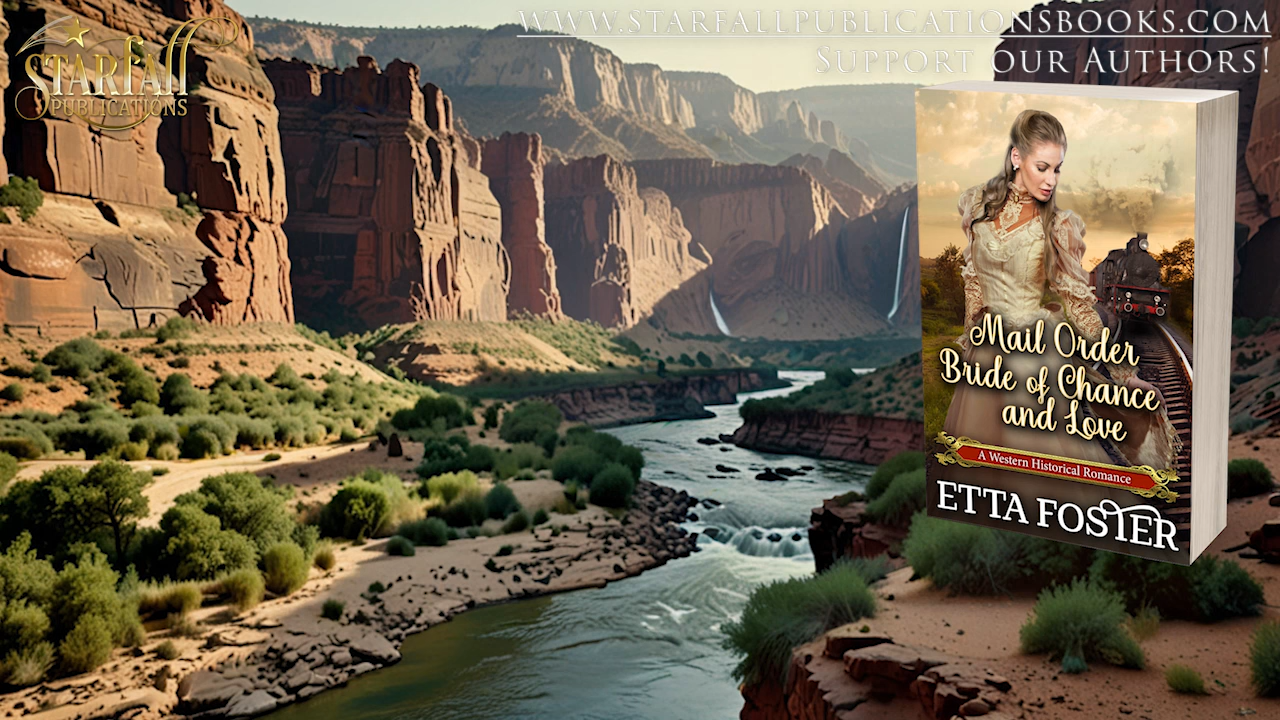 WWW.STARFALLPUBLICATIONSBOOKS.COM
SUPPORT OUR AUTHORS!
STARfAll
PUBLICATIONS
Mail Order
Bride of Chance
and Love
A Western Historical Romance
ETTA FOSTER